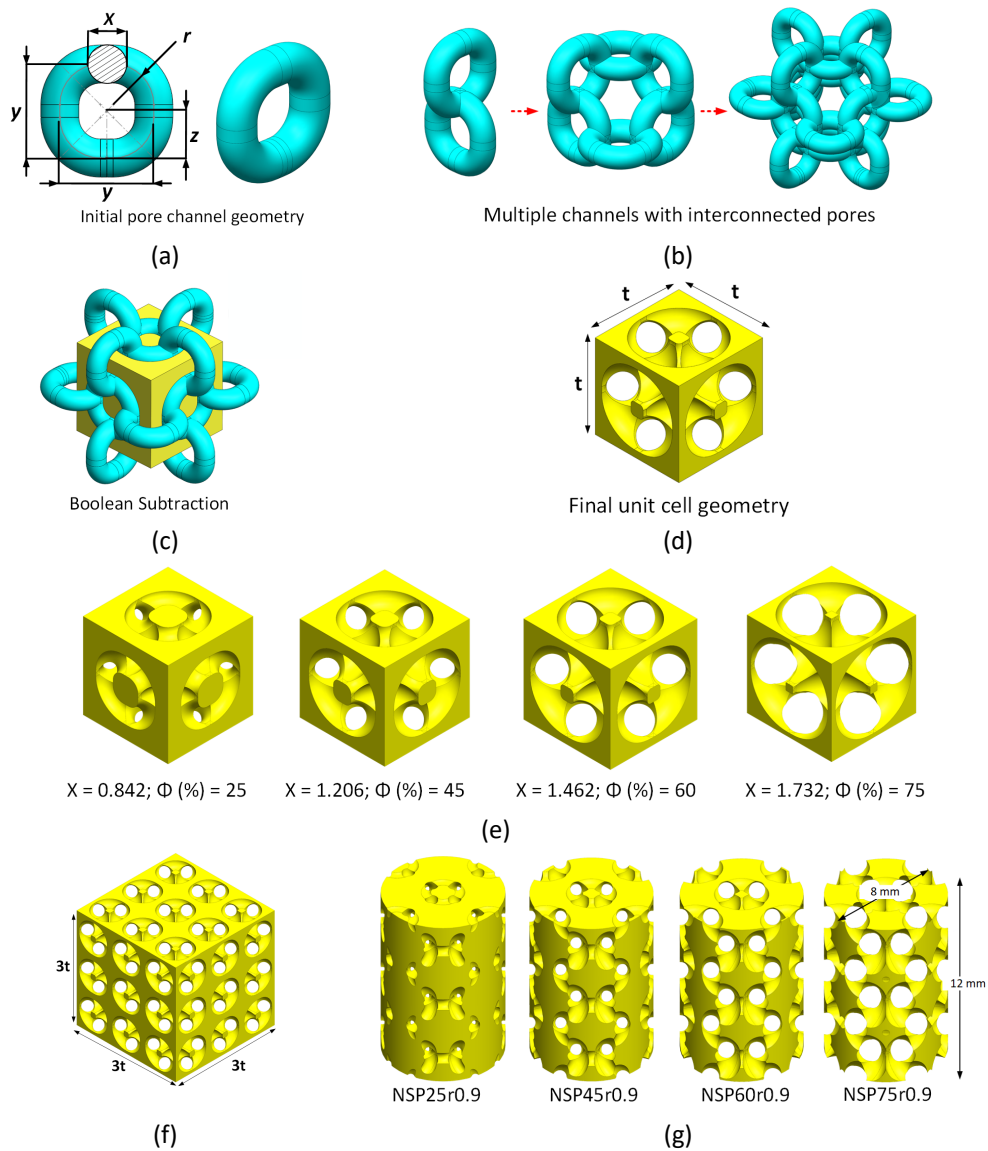 x
r
y
z
y
Initial pore channel geometry
(a)
Multiple channels with interconnected pores
(b)
Boolean Subtraction
(c)
t
t
t
Final unit cell geometry
(d)
X = 0.842; Φ (%) = 25
X = 1.206; Φ (%) = 45
X = 1.462; Φ (%) = 60
X = 1.732; Φ (%) = 75
(e)
3t
3t
3t
(f)
8 mm
12 mm
NSP25r0.9
NSP45r0.9
NSP60r0.9
NSP75r0.9
(g)